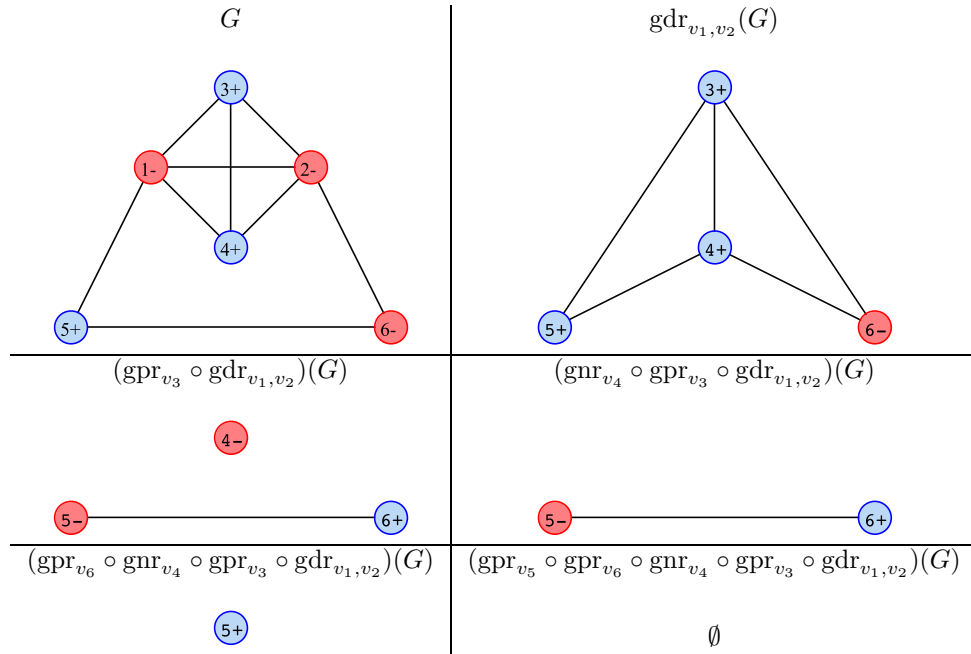 G
gdr_{v_1,v_2}(G)
3+
3+
1-
2-
4+
4+
5+
6-
5+
6-
(gpr_{v_3} ∘ gdr_{v_1,v_2})(G)
(gnr_{v_4} ∘ gpr_{v_3} ∘ gdr_{v_1,v_2})(G)
4-
5-
6+
5-
6+
(gpr_{v_6} ∘ gnr_{v_4} ∘ gpr_{v_3} ∘ gdr_{v_1,v_2})(G)
(gpr_{v_5} ∘ gpr_{v_6} ∘ gnr_{v_4} ∘ gpr_{v_3} ∘ gdr_{v_1,v_2})(G)
5+
∅